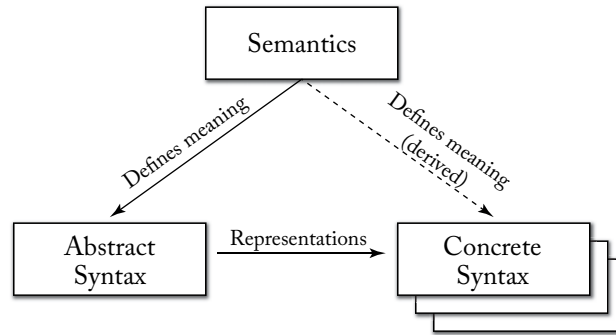 Semantics
Defines meaning
Defines meaning
(derived)
Abstract
Syntax
Representations
Concrete
Syntax